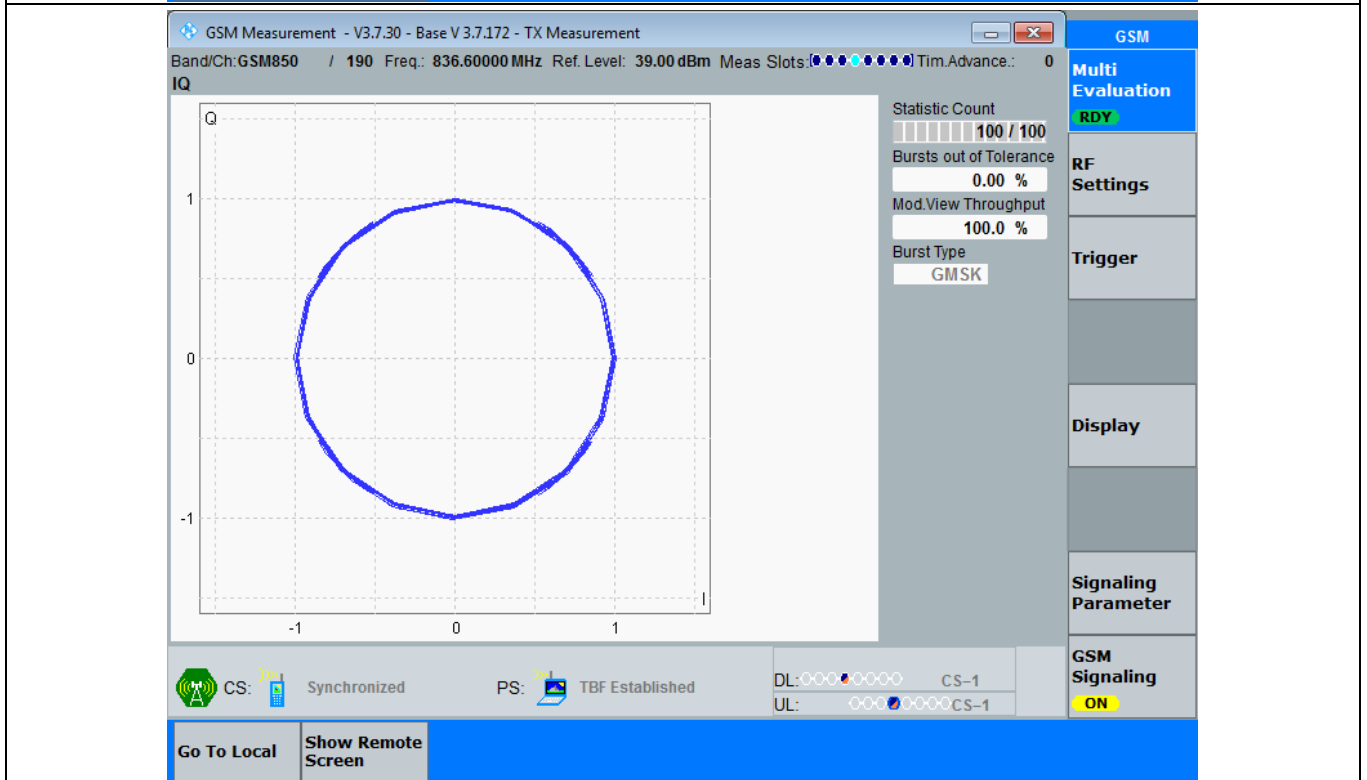 GSM Measurement - V3.7.30 - Base V 3.7.172 - TX Measurement
Band/Ch:GSM850 / 190 Freq.: 836.60000 MHz Ref. Level: 39.00 dBm Meas Slots: Tim.Advance.: 0
IQ
Q
1
0
-1
I
-1 0 1
Statistic Count
100 / 100
Bursts out of Tolerance
0.00 %
Mod.View Throughput
100.0 %
Burst Type
GMSK
GSM
Multi
Evaluation
RDY
RF
Settings
Trigger
Display
Signaling
Parameter
GSM
Signaling
ON
CS: Synchronized PS: TBF Established
DL: CS-1
UL: CS-1
Go To Local
Show Remote
Screen